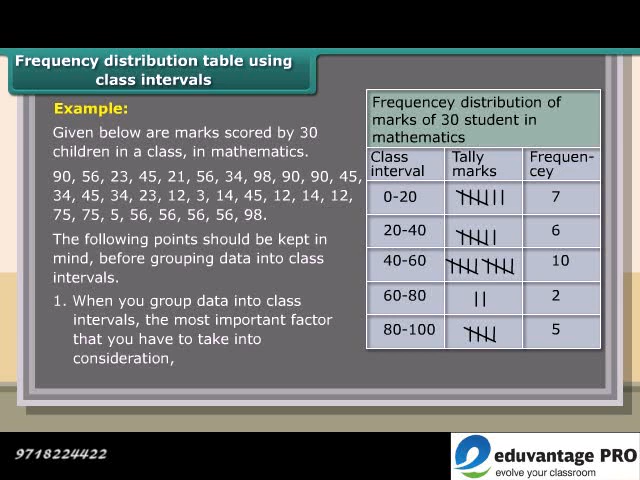 Frequency distribution table using
class intervals
Example:
Given below are marks scored by 30
children in a class, in mathematics.
90, 56, 23, 45, 21, 56, 34, 98, 90, 90, 45,
34, 45, 34, 23, 12, 3, 14, 45, 12, 14, 12,
75, 75, 5, 56, 56, 56, 56, 98.
The following points should be kept in
mind, before grouping data into class
intervals.
1. When you group data into class
intervals, the most important factor
that you have to take into
consideration,
Frequencey distribution of
marks of 30 student in
mathematics
Class interval Tally marks Frequen-cey
0-20 7
20-40 6
40-60 10
60-80 2
80-100 5
9718224422
eduvantage PRO
evolve your classroom